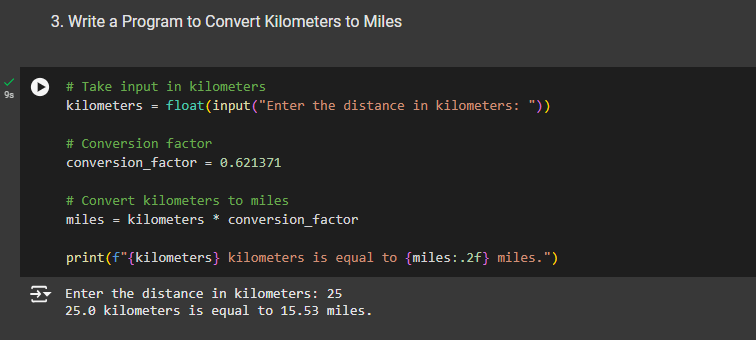 3. Write a Program to Convert Kilometers to Miles
9s
# Take input in kilometers
kilometers = float(input("Enter the distance in kilometers: "))
# Conversion factor
conversion_factor = 0.621371
# Convert kilometers to miles
miles = kilometers * conversion_factor
print(f"{kilometers} kilometers is equal to {miles:.2f} miles.")
Enter the distance in kilometers: 25
25.0 kilometers is equal to 15.53 miles.